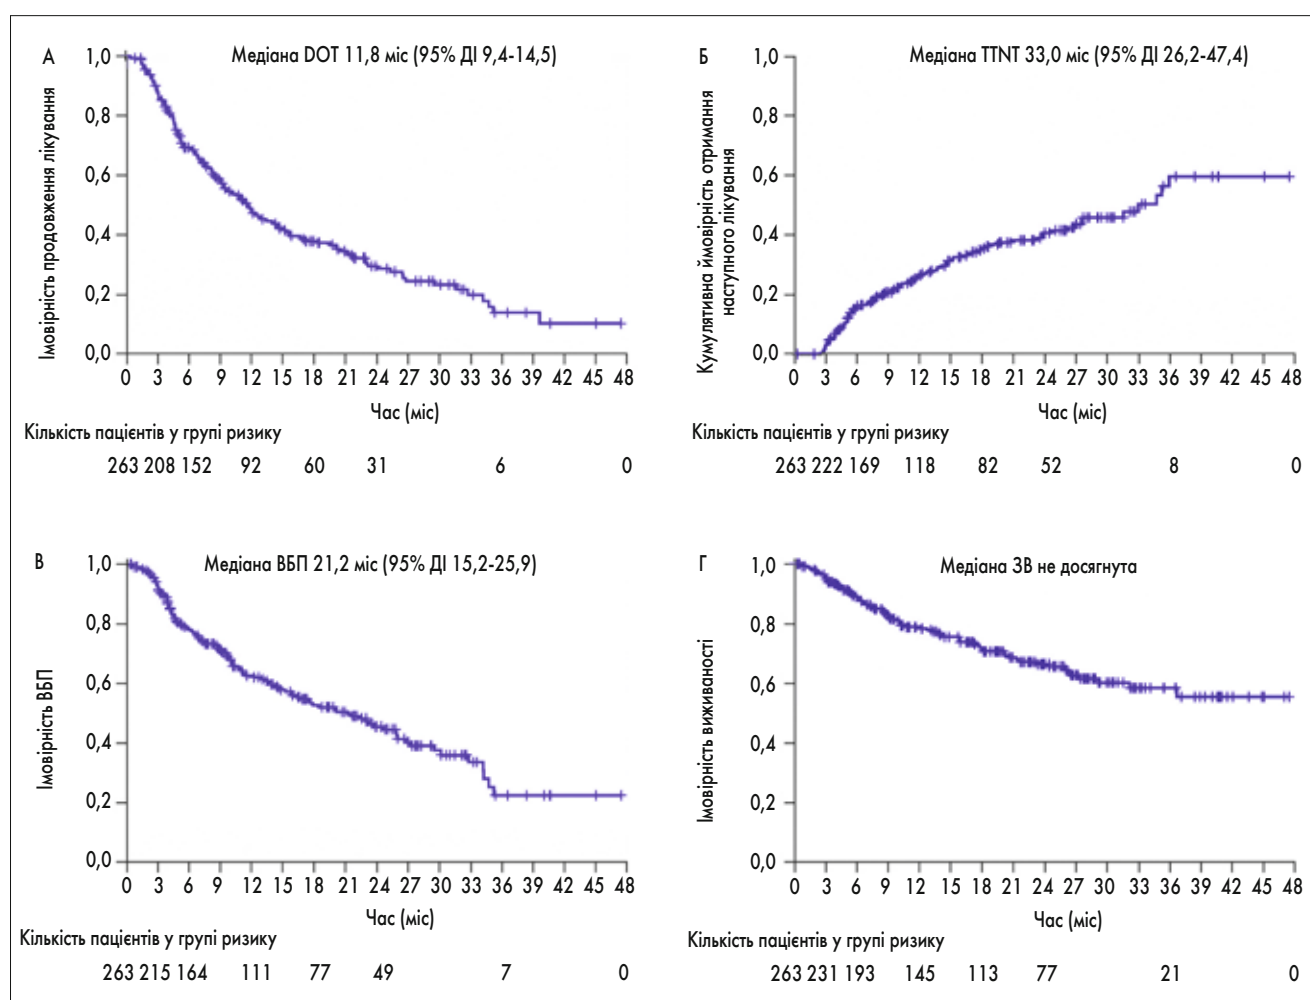 А
Медіана DOT 11,8 міс (95% ДІ 9,4-14,5)
Імовірність продовження лікування
1,0
0,8
0,6
0,4
0,2
0,0
0 3 6 9 12 15 18 21 24 27 30 33 36 39 42 45 48
Час (міс)
Кількість пацієнтів у групі ризику
263 208 152 92 60 31 6 0
Б
Медіана TTNT 33,0 міс (95% ДІ 26,2-47,4)
Кумулятивна ймовірність отримання
наступного лікування
1,0
0,8
0,6
0,4
0,2
0,0
0 3 6 9 12 15 18 21 24 27 30 33 36 39 42 45 48
Час (міс)
Кількість пацієнтів у групі ризику
263 222 169 118 82 52 8 0
В
Медіана ВБП 21,2 міс (95% ДІ 15,2-25,9)
Імовірність ВБП
1,0
0,8
0,6
0,4
0,2
0,0
0 3 6 9 12 15 18 21 24 27 30 33 36 39 42 45 48
Час (міс)
Кількість пацієнтів у групі ризику
263 215 164 111 77 49 7 0
Г
Медіана ЗВ не досягнута
Імовірність виживаності
1,0
0,8
0,6
0,4
0,2
0,0
0 3 6 9 12 15 18 21 24 27 30 33 36 39 42 45 48
Час (міс)
Кількість пацієнтів у групі ризику
263 231 193 145 113 77 21 0